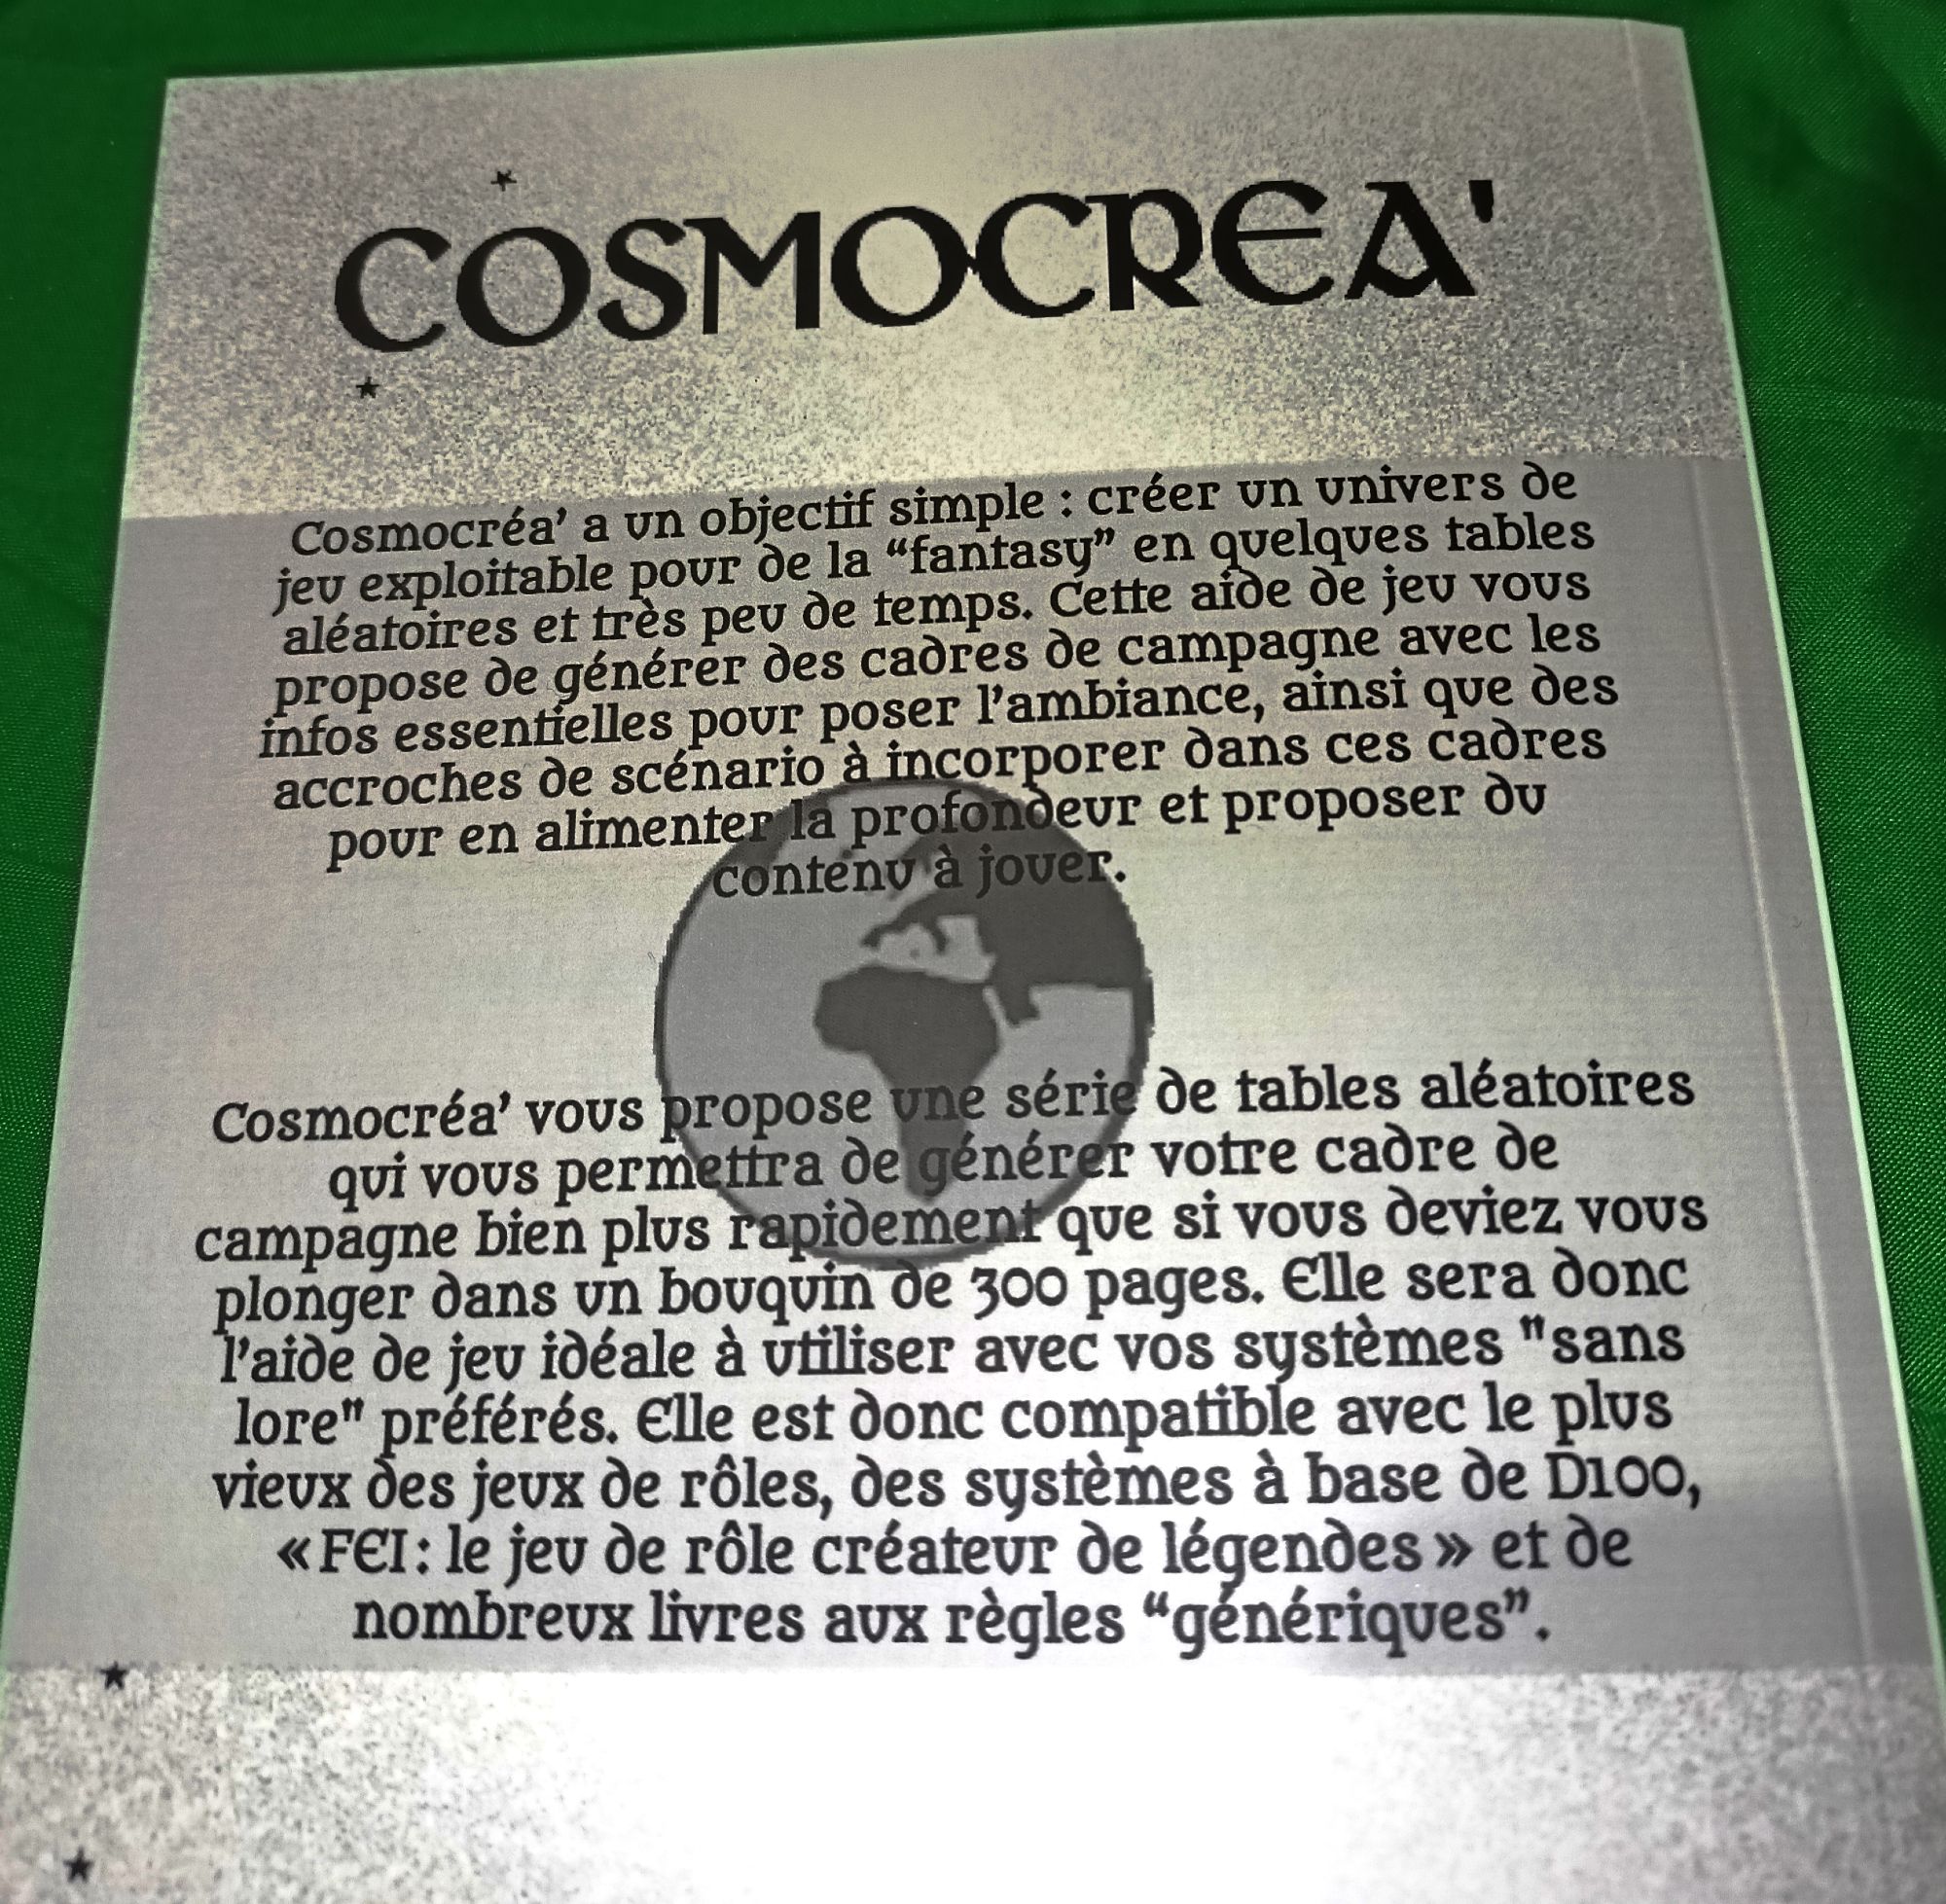 COSMOCREA'
Cosmocréa’ a un objectif simple : créer un univers de
jeu exploitable pour de la “fantasy” en quelques tables
aléatoires et très peu de temps. Cette aide de jeu vous
propose de générer des cadres de campagne avec les
infos essentielles pour poser l’ambiance, ainsi que des
accroches de scénario à incorporer dans ces cadres
pour en alimenter la profondeur et proposer du
contenu à jouer.
Cosmocréa’ vous propose une série de tables aléatoires
qui vous permettra de générer votre cadre de
campagne bien plus rapidement que si vous deviez vous
plonger dans un bouquin de 300 pages. Elle sera donc
l’aide de jeu idéale à utiliser avec vos systèmes "sans
lore" préférés. Elle est donc compatible avec le plus
vieux des jeux de rôles, des systèmes à base de D100,
« FEI : le jeu de rôle créateur de légendes » et de
nombreux livres aux règles “génériques”.